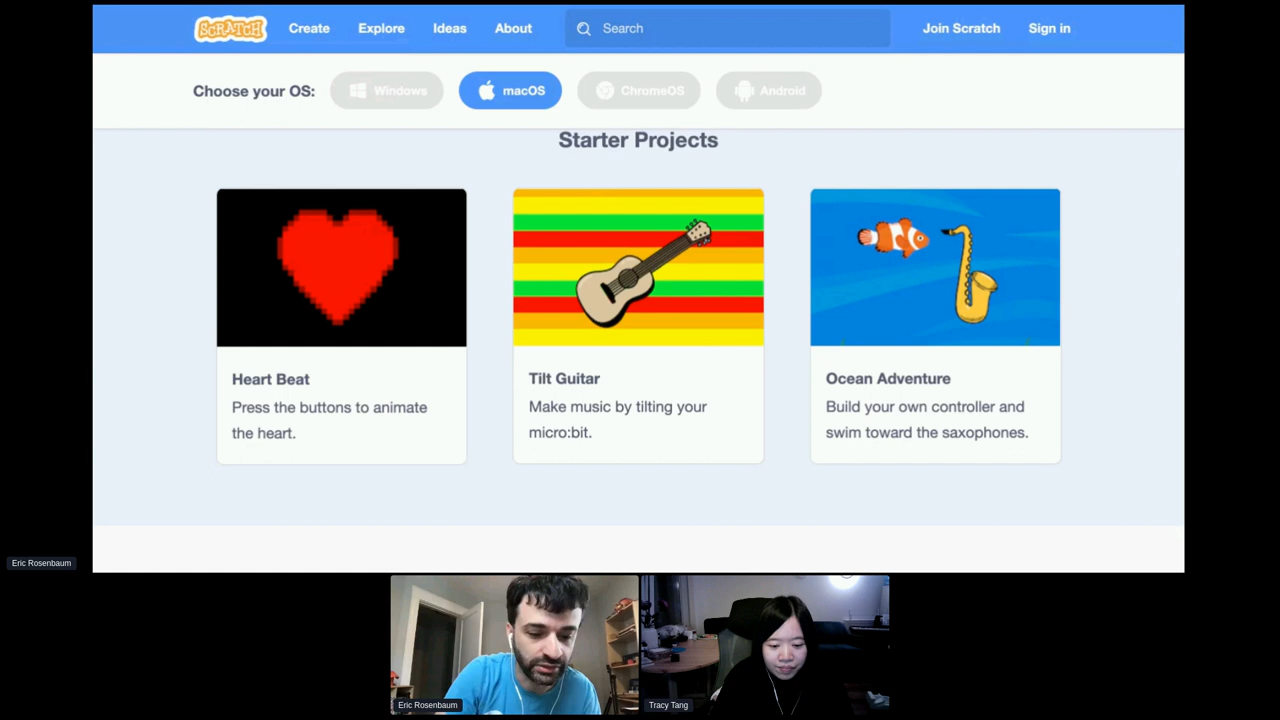 SCRATCH Create Explore Ideas About Search Join Scratch Sign in
Choose your OS: Windows macOS ChromeOS Android
Starter Projects
Heart Beat
Press the buttons to animate
the heart.
Tilt Guitar
Make music by tilting your
micro:bit.
Ocean Adventure
Build your own controller and
swim toward the saxophones.
Eric Rosenbaum
Eric Rosenbaum
Tracy Tang